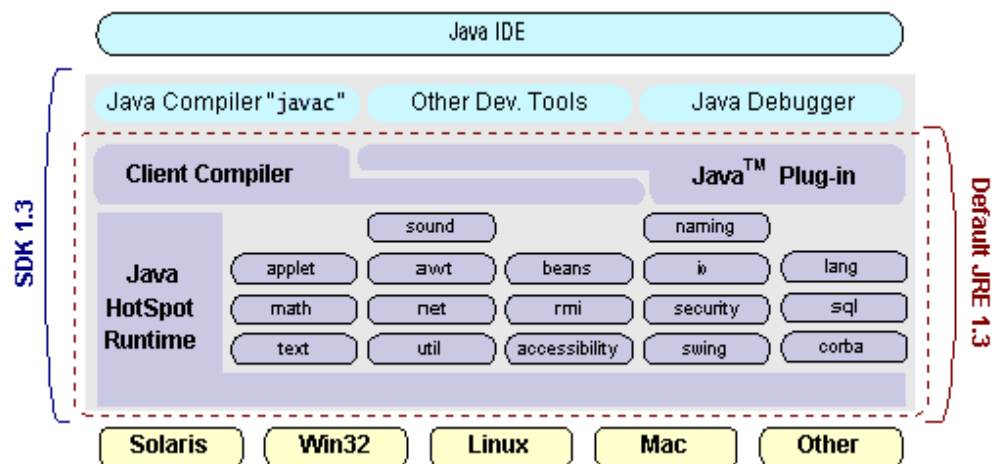 Java IDE
Java Compiler "javac"
Other Dev. Tools
Java Debugger
SDK 1.3
Default JRE 1.3
Client Compiler
Java™ Plug-in
Java
HotSpot
Runtime
sound
naming
applet
awt
beans
io
lang
math
net
rmi
security
sql
text
util
accessibility
swing
corba
Solaris
Win32
Linux
Mac
Other